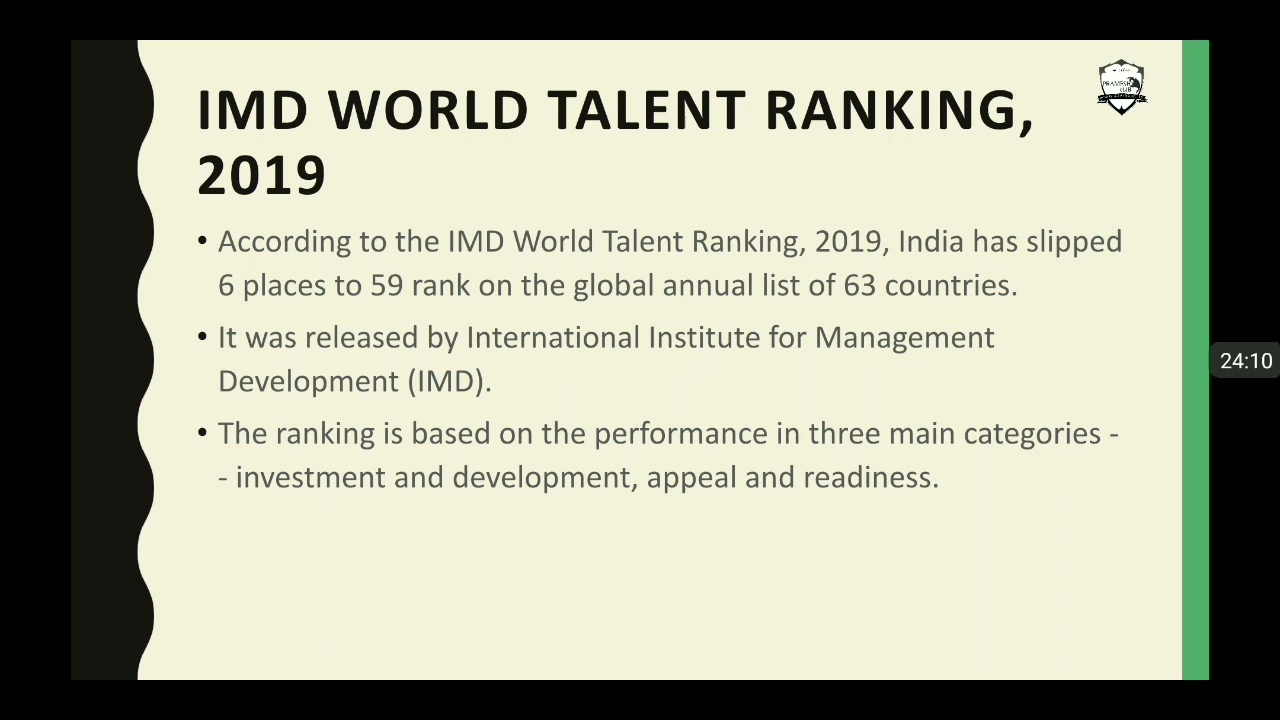 IMD WORLD TALENT RANKING,
2019
• According to the IMD World Talent Ranking, 2019, India has slipped
6 places to 59 rank on the global annual list of 63 countries.
• It was released by International Institute for Management
Development (IMD).
• The ranking is based on the performance in three main categories -
- investment and development, appeal and readiness.
24:10